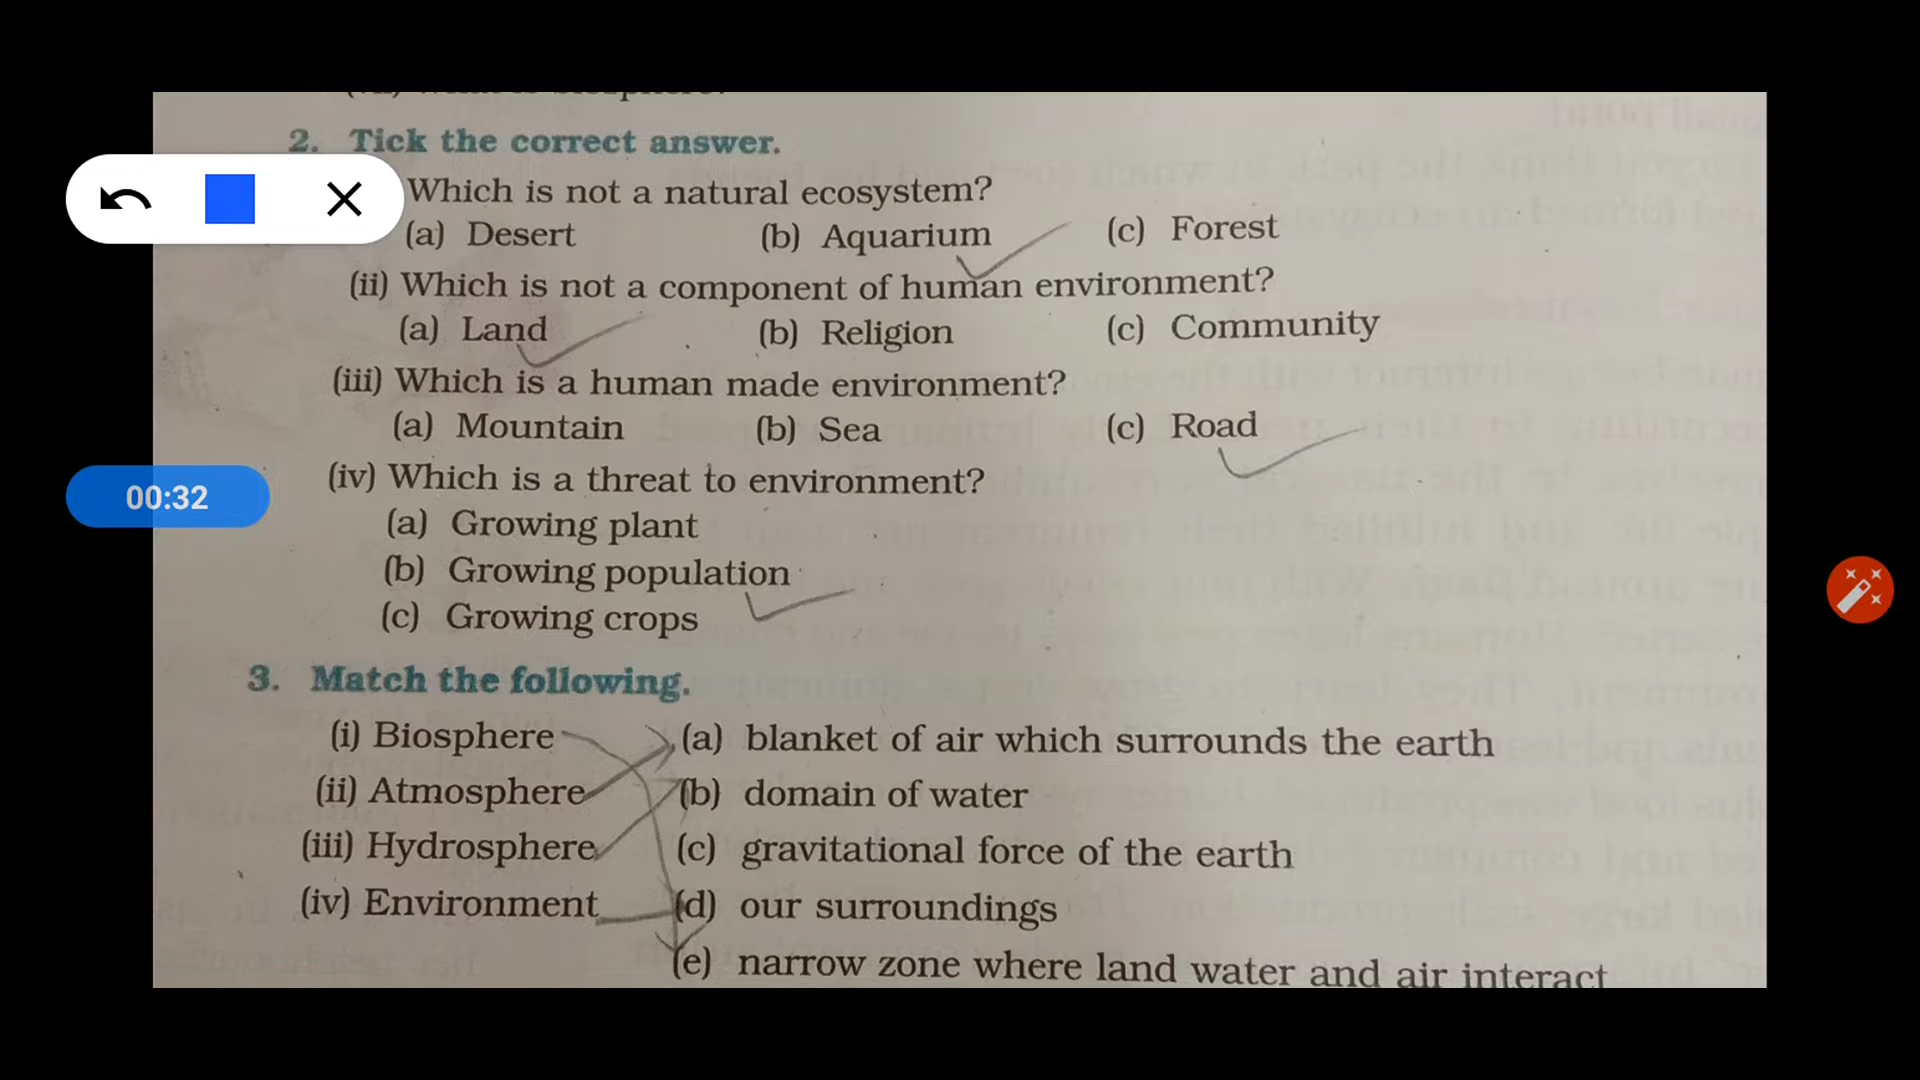 2. Tick the correct answer.
Which is not a natural ecosystem?
(a) Desert (b) Aquarium (c) Forest
(ii) Which is not a component of human environment?
(a) Land (b) Religion (c) Community
(iii) Which is a human made environment?
(a) Mountain (b) Sea (c) Road
(iv) Which is a threat to environment?
(a) Growing plant
00:32
(b) Growing population
(c) Growing crops
3. Match the following.
(i) Biosphere (a) blanket of air which surrounds the earth
(ii) Atmosphere (b) domain of water
(iii) Hydrosphere (c) gravitational force of the earth
(iv) Environment (d) our surroundings
(e) narrow zone where land water and air interact